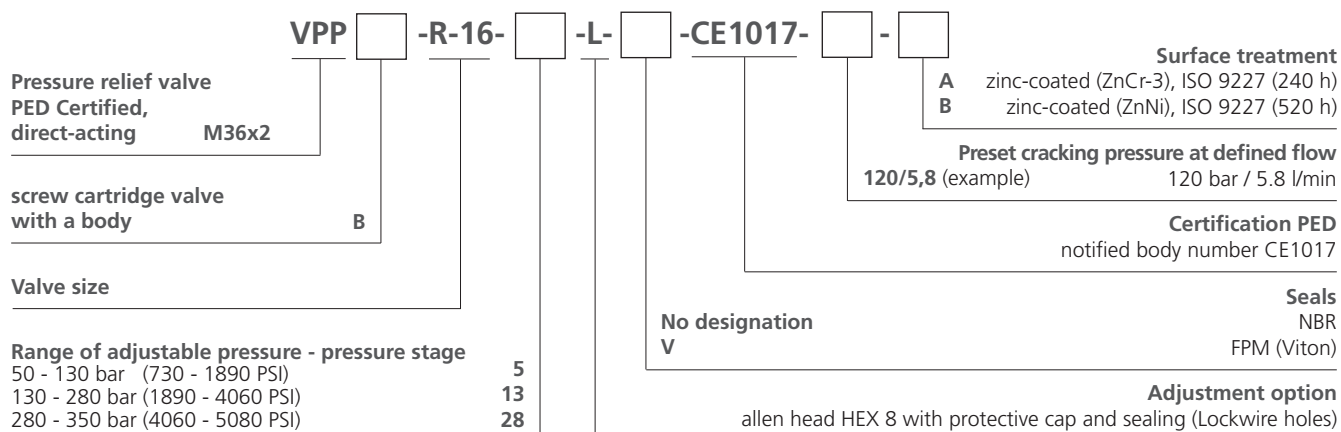 VPP -R-16- -L- -CE1017- -
Pressure relief valve
PED Certified,
direct-acting M36x2
screw cartridge valve
with a body B
Valve size
Range of adjustable pressure - pressure stage
50 - 130 bar (730 - 1890 PSI) 5
130 - 280 bar (1890 - 4060 PSI) 13
280 - 350 bar (4060 - 5080 PSI) 28
Surface treatment
A zinc-coated (ZnCr-3), ISO 9227 (240 h)
B zinc-coated (ZnNi), ISO 9227 (520 h)
Preset cracking pressure at defined flow
120/5,8 (example) 120 bar / 5.8 l/min
Certification PED
notified body number CE1017
Seals
No designation NBR
V FPM (Viton)
Adjustment option
allen head HEX 8 with protective cap and sealing (Lockwire holes)